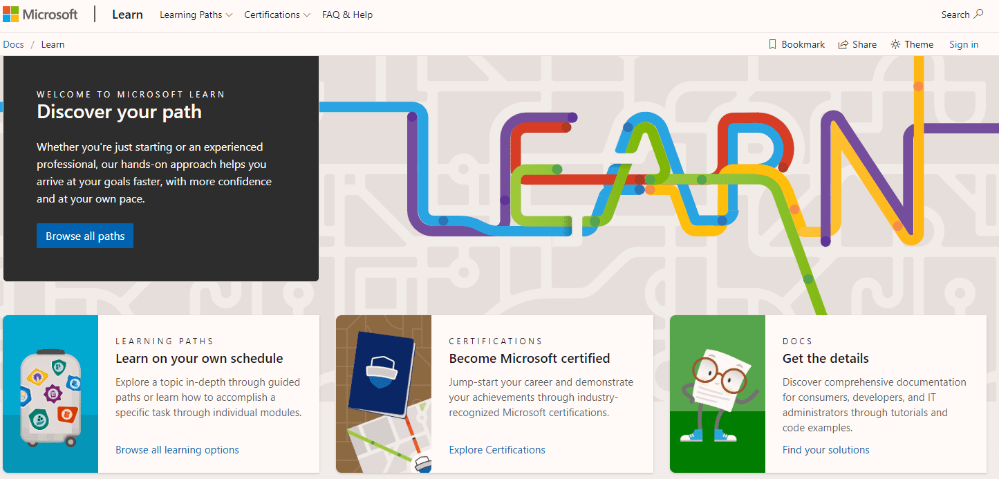 Microsoft Learn Learning Paths Certifications FAQ & Help Search
Docs / Learn Bookmark Share Theme Sign in
WELCOME TO MICROSOFT LEARN
Discover your path
Whether you're just starting or an experienced
professional, our hands-on approach helps you
arrive at your goals faster, with more confidence
and at your own pace.
Browse all paths
LEARN
LEARNING PATHS
Learn on your own schedule
Explore a topic in-depth through guided
paths or learn how to accomplish a
specific task through individual modules.
Browse all learning options
CERTIFICATIONS
Become Microsoft certified
Jump-start your career and demonstrate
your achievements through industry-
recognized Microsoft certifications.
Explore Certifications
DOCS
Get the details
Discover comprehensive documentation
for consumers, developers, and IT
administrators through tutorials and
code examples.
Find your solutions